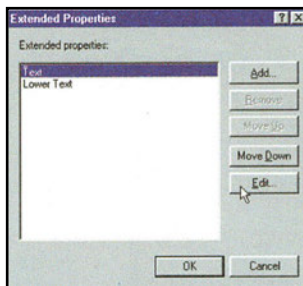 Extended Properties
Extended properties:
Text
Lower Text
Add...
Remove
Move Up
Move Down
Edit...
OK
Cancel